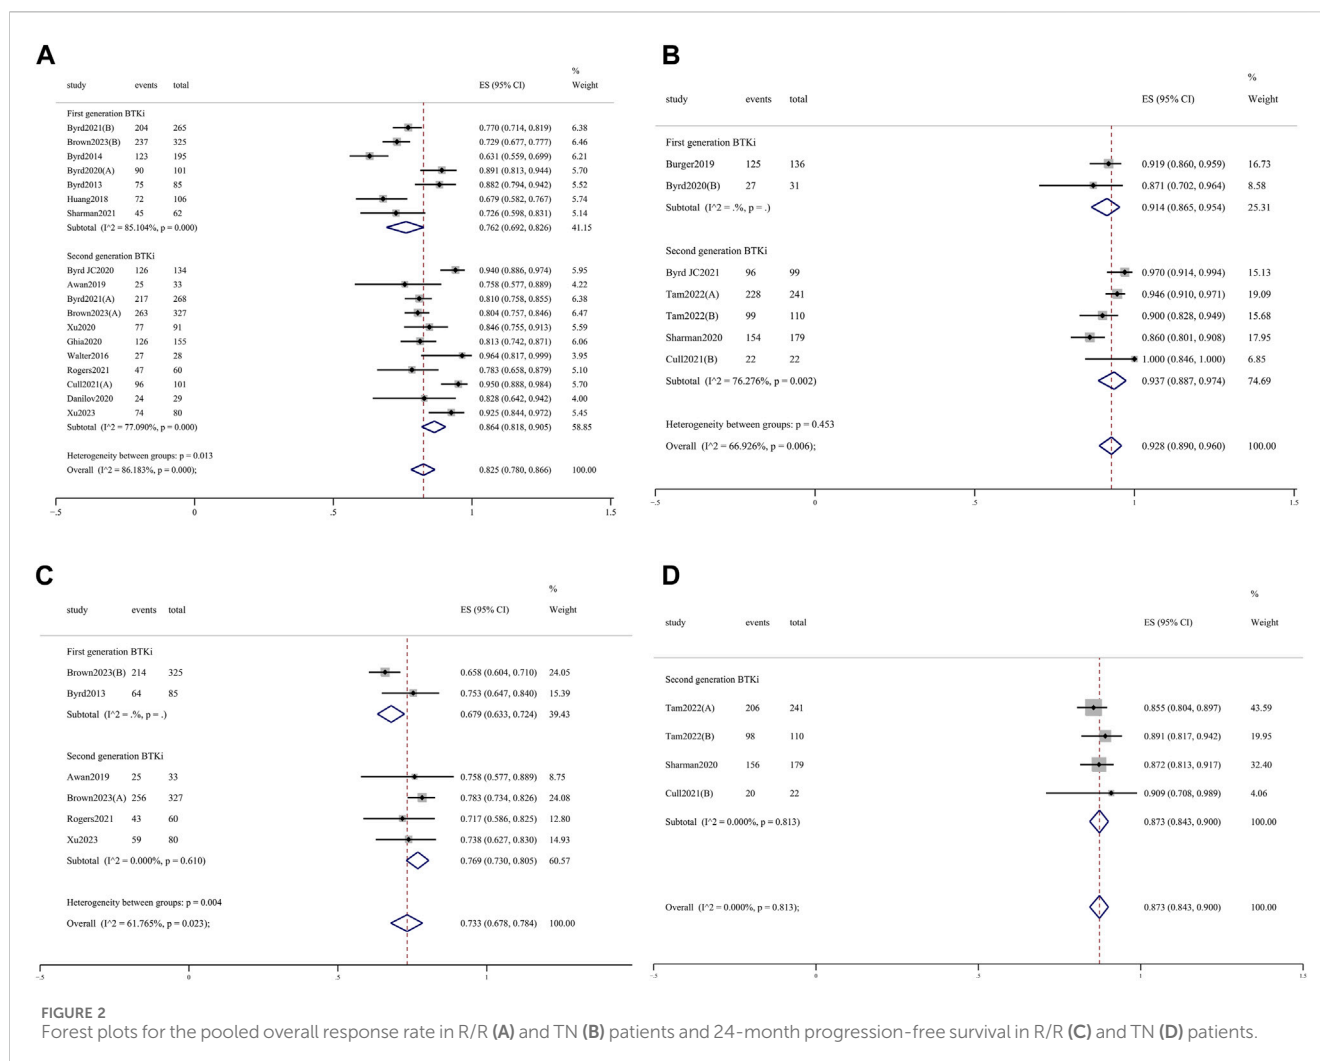 A
%
study events total ES (95% CI) Weight
First generation BTKi
Byrd2021(B) 204 265 0.770 (0.714, 0.819) 6.38
Brown2023(B) 237 325 0.729 (0.677, 0.777) 6.46
Byrd2014 123 195 0.631 (0.559, 0.699) 6.21
Byrd2020(A) 90 101 0.891 (0.813, 0.944) 5.70
Byrd2013 75 85 0.882 (0.794, 0.942) 5.52
Huang2018 72 106 0.679 (0.582, 0.767) 5.74
Sharman2021 45 62 0.726 (0.598, 0.831) 5.14
Subtotal (I^2 = 85.104%, p = 0.000) 0.762 (0.692, 0.826) 41.15
Second generation BTKi
Byrd JC2020 126 134 0.940 (0.886, 0.974) 5.95
Awan2019 25 33 0.758 (0.577, 0.889) 4.22
Byrd2021(A) 217 268 0.810 (0.758, 0.855) 6.38
Brown2023(A) 263 327 0.804 (0.757, 0.846) 6.47
Xu2020 77 91 0.846 (0.755, 0.913) 5.59
Ghia2020 126 155 0.813 (0.742, 0.871) 6.06
Walter2016 27 28 0.964 (0.817, 0.999) 3.95
Rogers2021 47 60 0.783 (0.658, 0.879) 5.10
Cull2021(A) 96 101 0.950 (0.888, 0.984) 5.70
Danilov2020 24 29 0.828 (0.642, 0.942) 4.00
Xu2023 74 80 0.925 (0.844, 0.972) 5.45
Subtotal (I^2 = 77.090%, p = 0.000) 0.864 (0.818, 0.905) 58.85
Heterogeneity between groups: p = 0.013
Overall (I^2 = 86.183%, p = 0.000); 0.825 (0.780, 0.866) 100.00
-.5 0 .5 1 1.5
B
%
study events total ES (95% CI) Weight
First generation BTKi
Burger2019 125 136 0.919 (0.860, 0.959) 16.73
Byrd2020(B) 27 31 0.871 (0.702, 0.964) 8.58
Subtotal (I^2 = .%, p = .) 0.914 (0.865, 0.954) 25.31
Second generation BTKi
Byrd JC2021 96 99 0.970 (0.914, 0.994) 15.13
Tam2022(A) 228 241 0.946 (0.910, 0.971) 19.09
Tam2022(B) 99 110 0.900 (0.828, 0.949) 15.68
Sharman2020 154 179 0.860 (0.801, 0.908) 17.95
Cull2021(B) 22 22 1.000 (0.846, 1.000) 6.85
Subtotal (I^2 = 76.276%, p = 0.002) 0.937 (0.887, 0.974) 74.69
Heterogeneity between groups: p = 0.453
Overall (I^2 = 66.926%, p = 0.006); 0.928 (0.890, 0.960) 100.00
-.5 0 .5 1 1.5
C
%
study events total ES (95% CI) Weight
First generation BTKi
Brown2023(B) 214 325 0.658 (0.604, 0.710) 24.05
Byrd2013 64 85 0.753 (0.647, 0.840) 15.39
Subtotal (I^2 = .%, p = .) 0.679 (0.633, 0.724) 39.43
Second generation BTKi
Awan2019 25 33 0.758 (0.577, 0.889) 8.75
Brown2023(A) 256 327 0.783 (0.734, 0.826) 24.08
Rogers2021 43 60 0.717 (0.586, 0.825) 12.80
Xu2023 59 80 0.738 (0.627, 0.830) 14.93
Subtotal (I^2 = 0.000%, p = 0.610) 0.769 (0.730, 0.805) 60.57
Heterogeneity between groups: p = 0.004
Overall (I^2 = 61.765%, p = 0.023); 0.733 (0.678, 0.784) 100.00
-.5 0 .5 1
D
%
study events total ES (95% CI) Weight
Second generation BTKi
Tam2022(A) 206 241 0.855 (0.804, 0.897) 43.59
Tam2022(B) 98 110 0.891 (0.817, 0.942) 19.95
Sharman2020 156 179 0.872 (0.813, 0.917) 32.40
Cull2021(B) 20 22 0.909 (0.708, 0.989) 4.06
Subtotal (I^2 = 0.000%, p = 0.813) 0.873 (0.843, 0.900) 100.00
Overall (I^2 = 0.000%, p = 0.813); 0.873 (0.843, 0.900) 100.00
-.5 0 .5 1 1.5
FIGURE 2
Forest plots for the pooled overall response rate in R/R (A) and TN (B) patients and 24-month progression-free survival in R/R (C) and TN (D) patients.